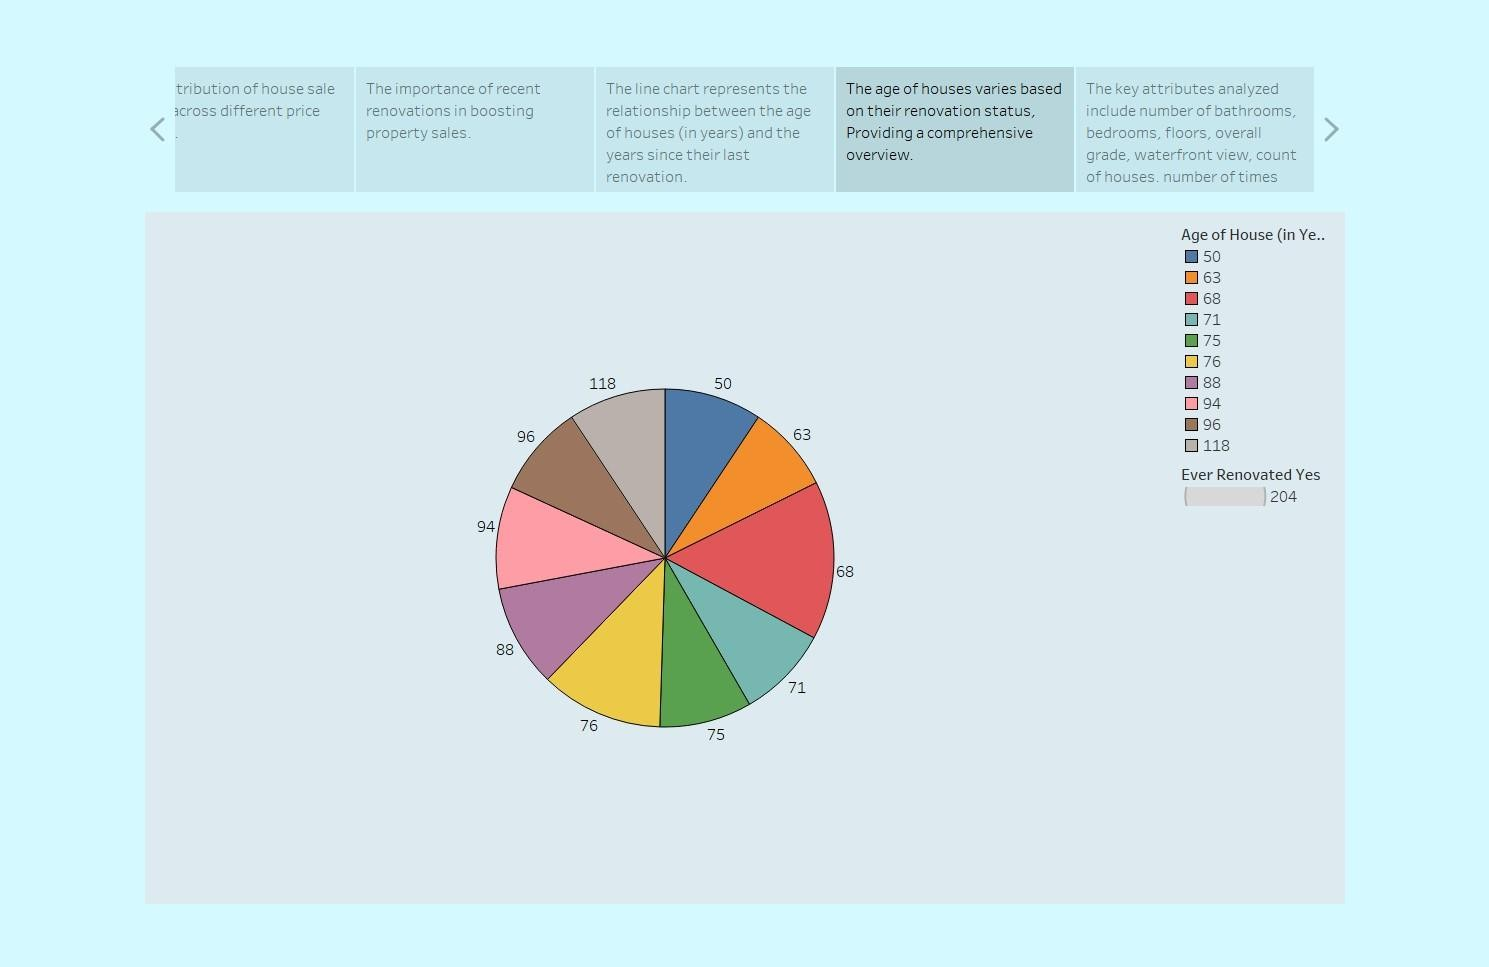 tribution of house sale
across different price
.
The importance of recent
renovations in boosting
property sales.
The line chart represents the
relationship between the age
of houses (in years) and the
years since their last
renovation.
The age of houses varies based
on their renovation status,
Providing a comprehensive
overview.
The key attributes analyzed
include number of bathrooms,
bedrooms, floors, overall
grade, waterfront view, count
of houses. number of times
Age of House (in Ye..
50
63
68
71
75
76
88
94
96
118
Ever Renovated Yes
204
118
50
96
63
94
68
88
71
76
75